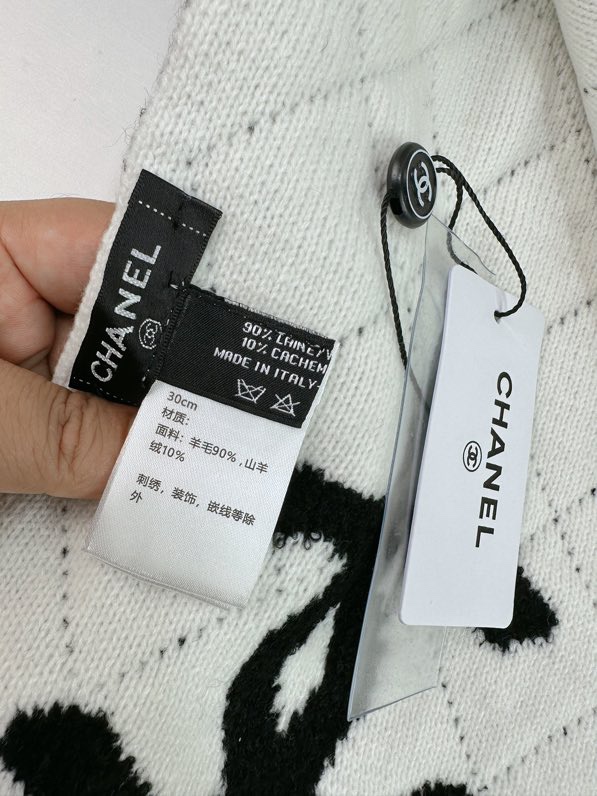 CHANEL
90% LAINE/W
10% CACHEM
MADE IN ITALY-
30cm
材质:
面料: 羊毛90%,山羊
绒10%
刺绣, 装饰, 嵌线等除
外
CHANEL